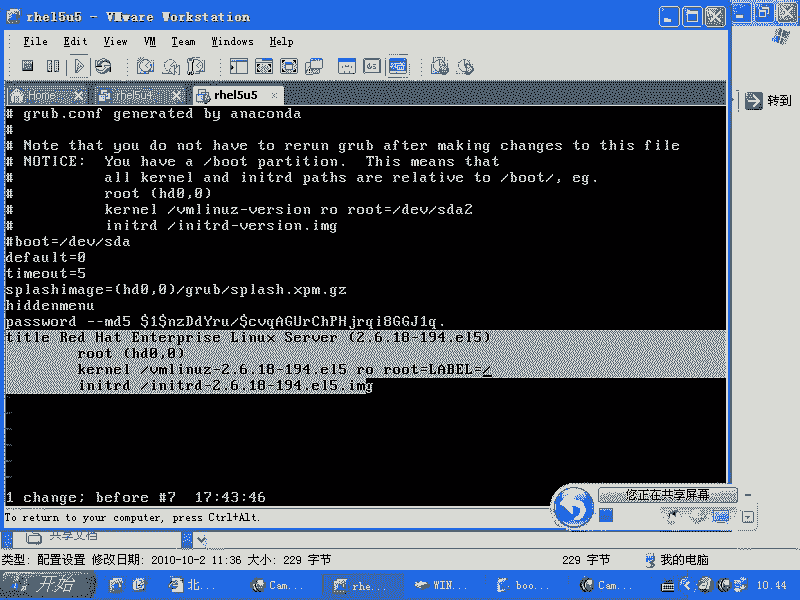 rhel5u5 - VMware Workstation
File Edit View VM Team Windows Help
Home rhel5u4 rhel5u5
转到
# grub.conf generated by anaconda
#
# Note that you do not have to rerun grub after making changes to this file
# NOTICE:  You have a /boot partition.  This means that
#          all kernel and initrd paths are relative to /boot/, eg.
#          root (hd0,0)
#          kernel /vmlinuz-version ro root=/dev/sda2
#          initrd /initrd-version.img
#boot=/dev/sda
default=0
timeout=5
splashimage=(hd0,0)/grub/splash.xpm.gz
hiddenmenu
password --md5 $1$nzDdYru/$cvqAGUrChPHjrqi8GGJ1q.
title Red Hat Enterprise Linux Server (2.6.18-194.el5)
        root (hd0,0)
        kernel /vmlinuz-2.6.18-194.el5 ro root=LABEL=/
        initrd /initrd-2.6.18-194.el5.img
~
~
~
~
~
1 change; before #7  17:43:46
您正在共享屏幕
To return to your computer, press Ctrl+Alt.
共享文档
类型: 配置设置 修改日期: 2010-10-2 11:36 大小: 229 字节 229 字节 我的电脑
开始 北... Cam... rhe... WIN... boo... Cam... 10:44